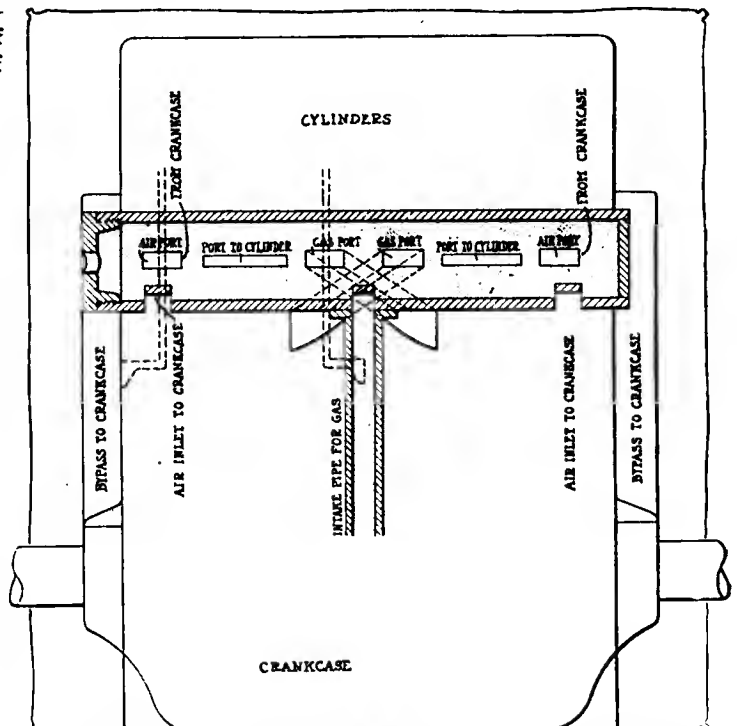 CYLINDERS
FROM CRANKCASE
FROM CRANKCASE
AIR PORT
PORT TO CYLINDER
GAS PORT
GAS PORT
PORT TO CYLINDER
AIR PORT
BYPASS TO CRANKCASE
AIR INLET TO CRANKCASE
INTAKE PIPE FOR GAS
AIR INLET TO CRANKCASE
BYPASS TO CRANKCASE
CRANKCASE